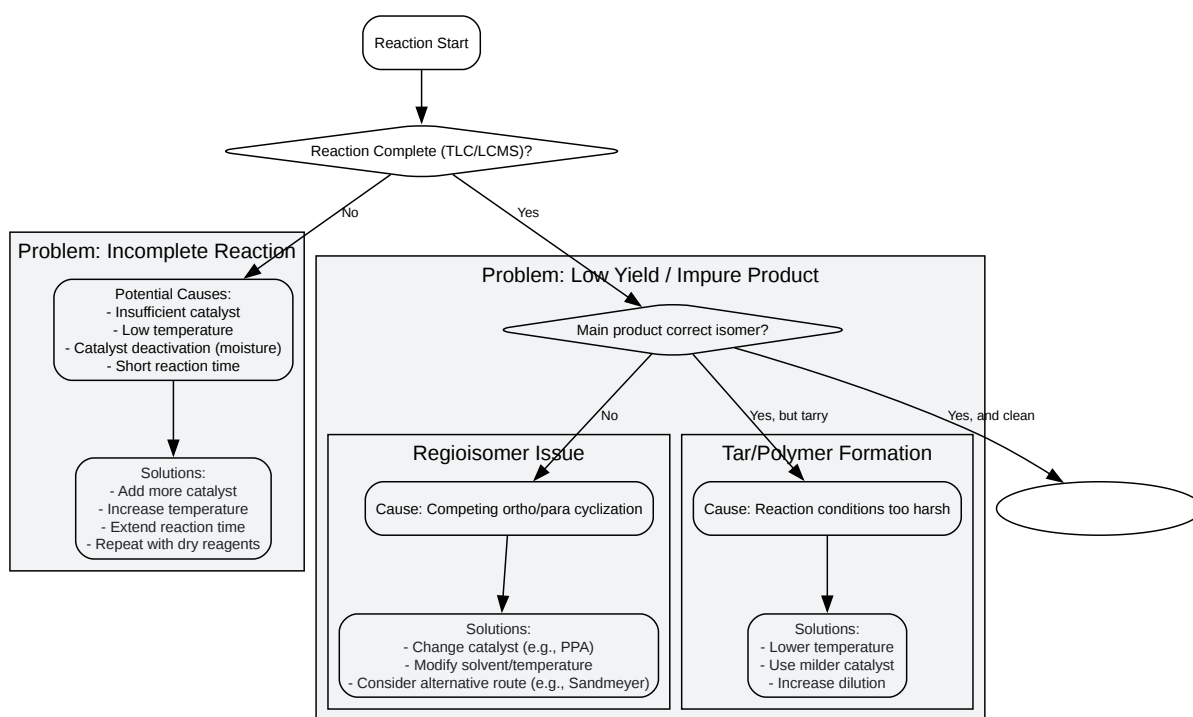 Reaction Start
Reaction Complete (TLC/LCMS)?
No
Yes
Problem: Incomplete Reaction
Potential Causes:
- Insufficient catalyst
- Low temperature
- Catalyst deactivation (moisture)
- Short reaction time
Solutions:
- Add more catalyst
- Increase temperature
- Extend reaction time
- Repeat with dry reagents
Problem: Low Yield / Impure Product
Main product correct isomer?
No
Yes, but tarry
Yes, and clean
Regioisomer Issue
Cause: Competing ortho/para cyclization
Solutions:
- Change catalyst (e.g., PPA)
- Modify solvent/temperature
- Consider alternative route (e.g., Sandmeyer)
Tar/Polymer Formation
Cause: Reaction conditions too harsh
Solutions:
- Lower temperature
- Use milder catalyst
- Increase dilution